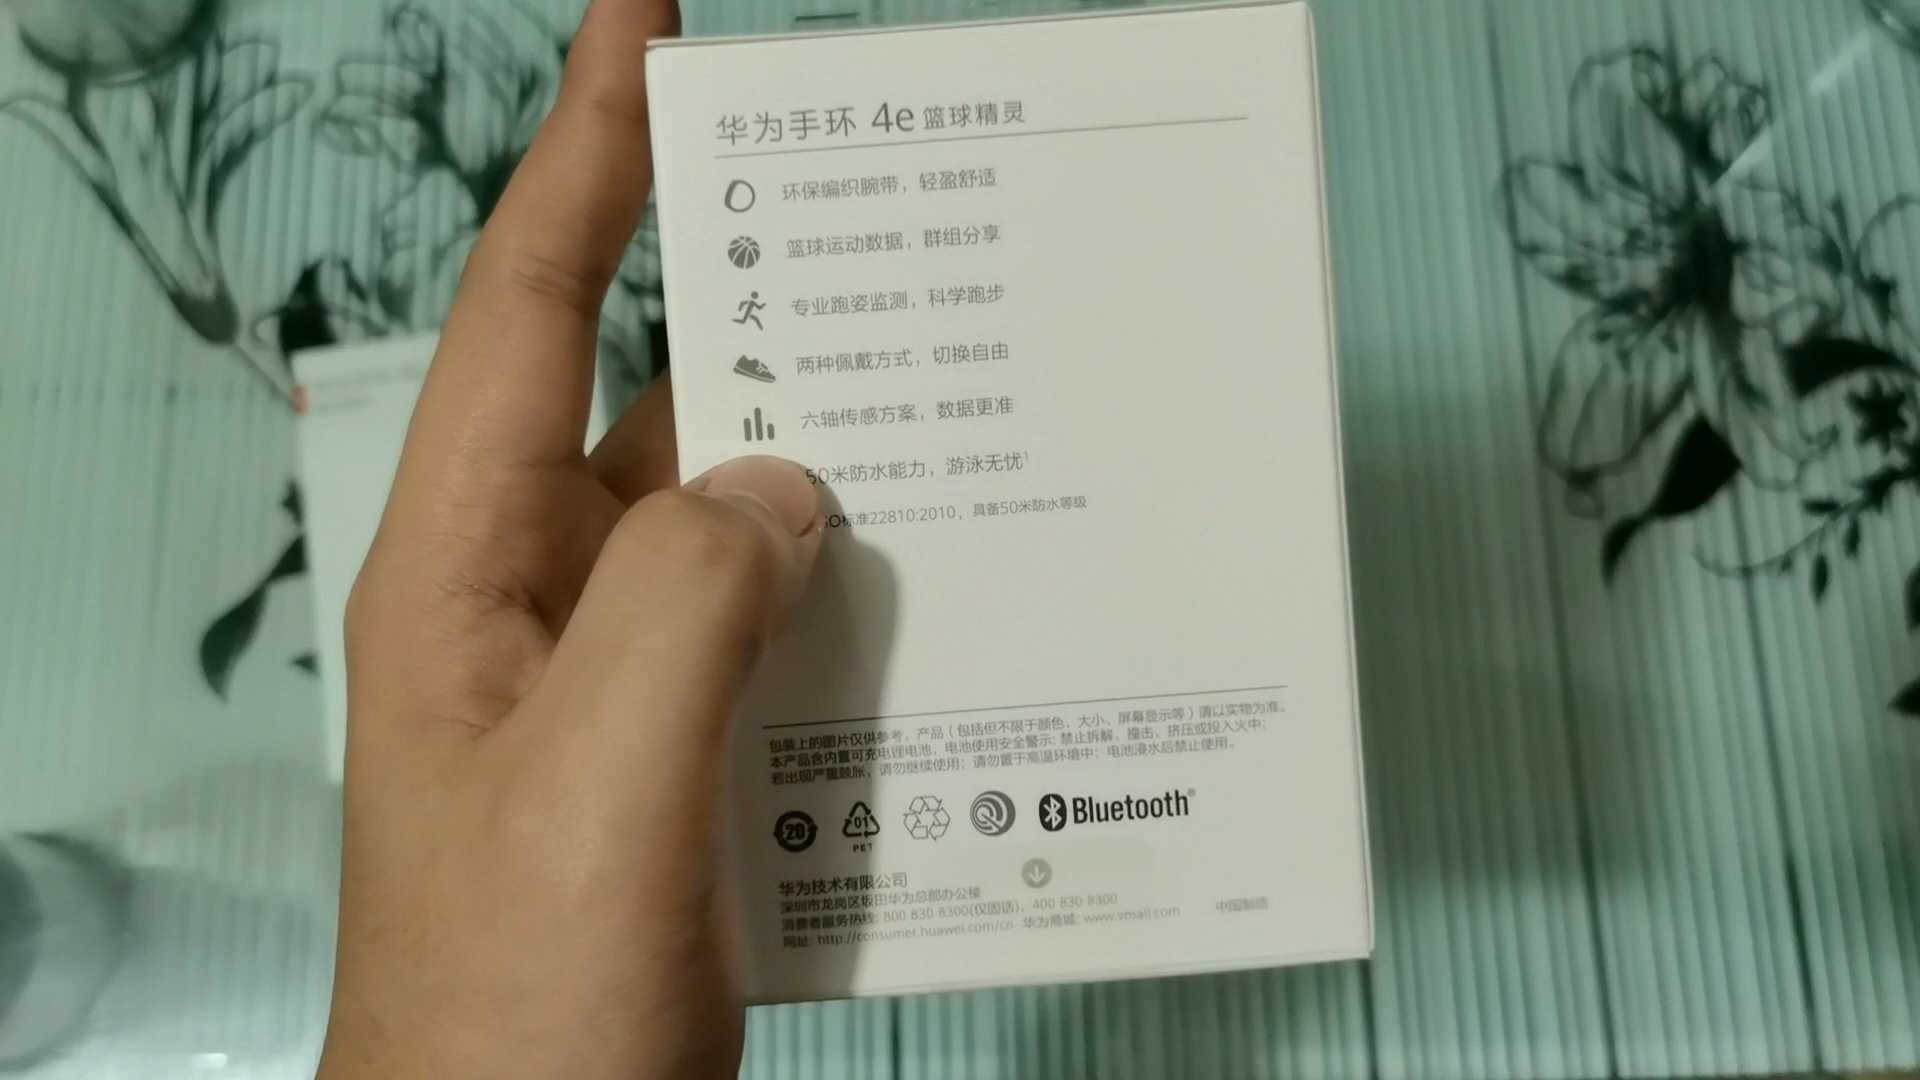 华为手环 4e 篮球精灵
环保编织腕带，轻盈舒适
篮球运动数据，群组分享
专业跑姿监测，科学跑步
两种佩戴方式，切换自由
六轴传感方案，数据更准
50米防水能力，游泳无忧¹
SO标准22810:2010，具备50米防水等级
包装上的图片仅供参考，产品（包括但不限于颜色、大小、屏幕显示等）请以实物为准。
本产品含内置可充电锂电池，电池使用安全警示: 禁止拆解、撞击、挤压或投入火中；
若出现严重鼓胀，请勿继续使用；请勿置于高温环境中；电池浸水后禁止使用。
20
01
PET
Bluetooth®
华为技术有限公司
深圳市龙岗区坂田华为总部办公楼
消费者服务热线: 800 830 8300(仅固话)、400 830 8300
网址: http://consumer.huawei.com/cn 华为商城: www.vmall.com
中国制造